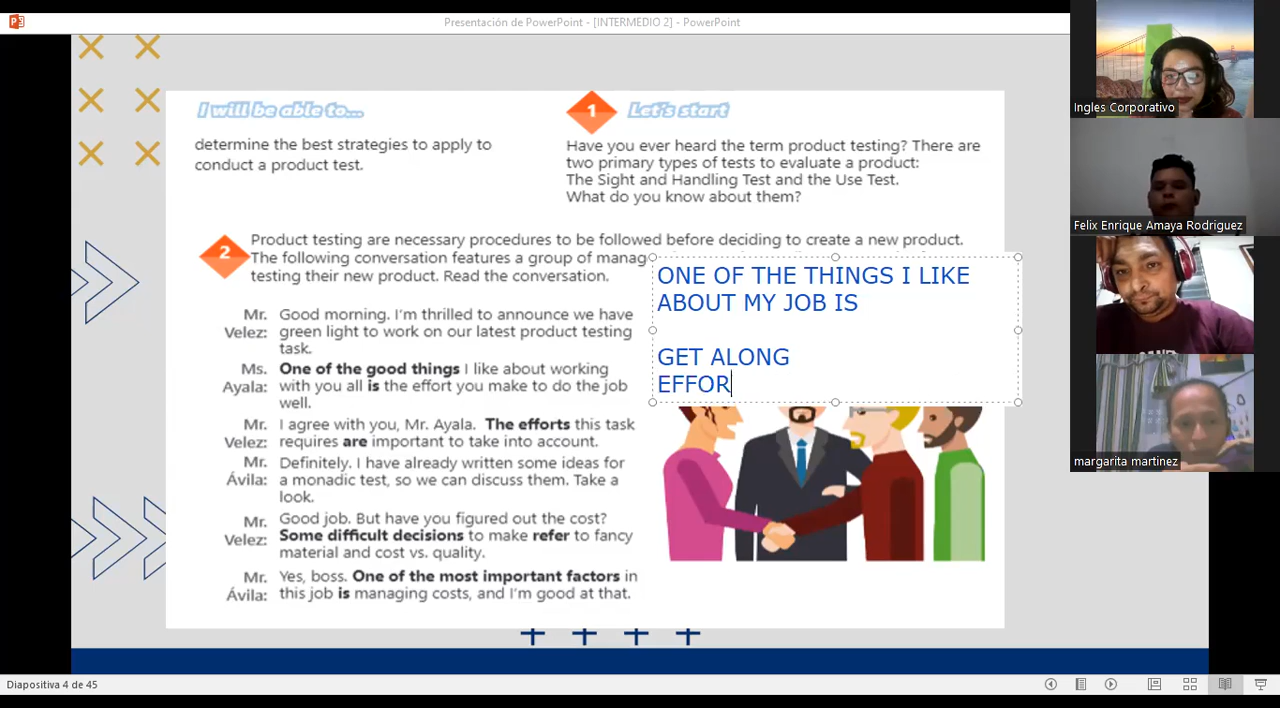 Presentación de PowerPoint - [INTERMEDIO 2] - PowerPoint
I will be able to...
determine the best strategies to apply to
conduct a product test.
1 Let's start
Have you ever heard the term product testing? There are
two primary types of tests to evaluate a product:
The Sight and Handling Test and the Use Test.
What do you know about them?
2
Product testing are necessary procedures to be followed before deciding to create a new product.
The following conversation features a group of manag
testing their new product. Read the conversation.
Mr. Velez: Good morning. I'm thrilled to announce we have
green light to work on our latest product testing
task.
Ms. Ayala: One of the good things I like about working
with you all is the effort you make to do the job
well.
Mr. Velez: I agree with you, Mr. Ayala. The efforts this task
requires are important to take into account.
Mr. Ávila: Definitely. I have already written some ideas for
a monadic test, so we can discuss them. Take a
look.
Mr. Velez: Good job. But have you figured out the cost?
Some difficult decisions to make refer to fancy
material and cost vs. quality.
Mr. Ávila: Yes, boss. One of the most important factors in
this job is managing costs, and I'm good at that.
ONE OF THE THINGS I LIKE
ABOUT MY JOB IS
GET ALONG
EFFOR
Ingles Corporativo
Felix Enrique Amaya Rodriguez
margarita martinez
Diapositiva 4 de 45